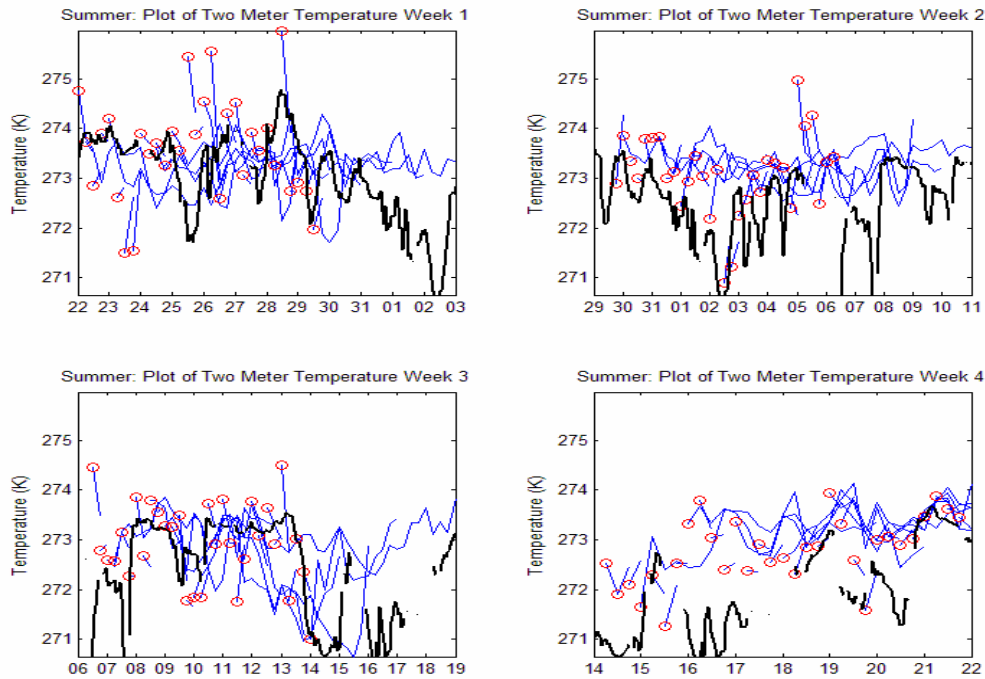 Summer: Plot of Two Meter Temperature Week 1
Temperature (K)
275
274
273
272
271
22 23 24 25 26 27 28 29 30 31 01 02 03
Summer: Plot of Two Meter Temperature Week 2
Temperature (K)
275
274
273
272
271
29 30 31 01 02 03 04 05 06 07 08 09 10 11
Summer: Plot of Two Meter Temperature Week 3
Temperature (K)
275
274
273
272
271
06 07 08 09 10 11 12 13 14 15 16 17 18 19
Summer: Plot of Two Meter Temperature Week 4
Temperature (K)
275
274
273
272
271
14 15 16 17 18 19 20 21 22